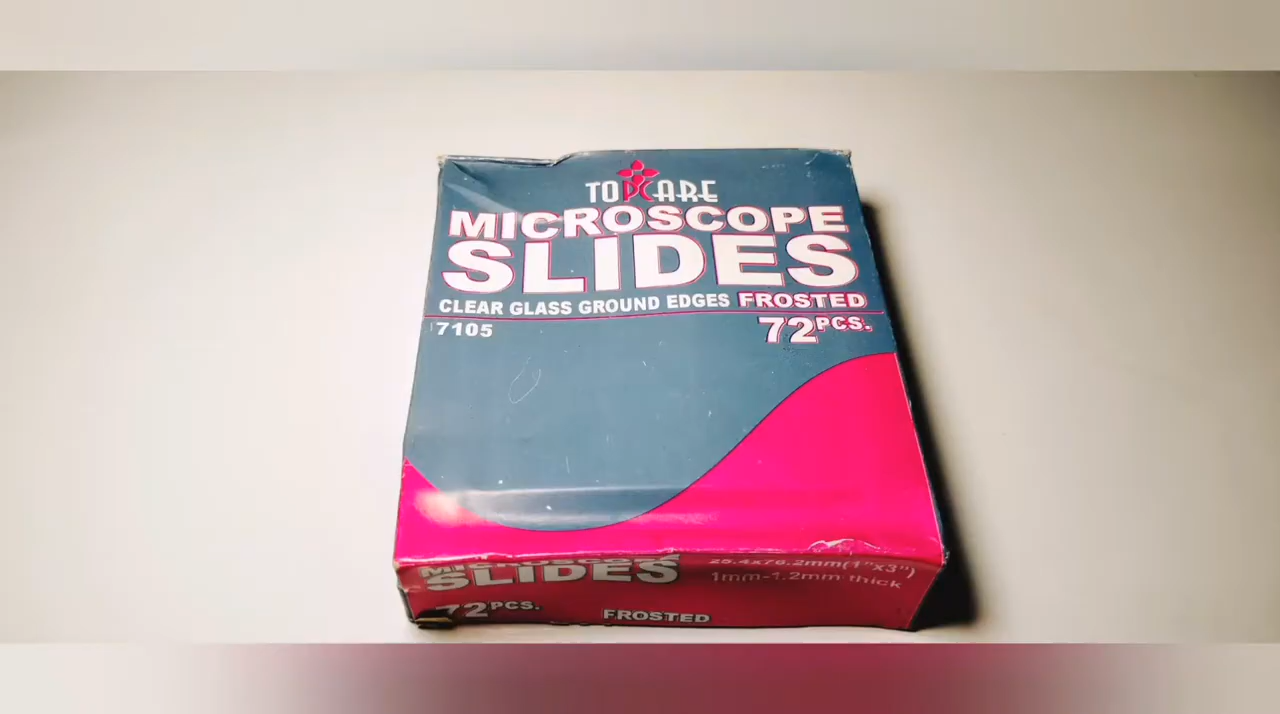 TOPCARE
MICROSCOPE
SLIDES
CLEAR GLASS GROUND EDGES FROSTED
7105
72PCS.
MICROSCOPE
SLIDES
25.4x76.2mm(1"x3")
1mm-1.2mm thick
72PCS.
FROSTED